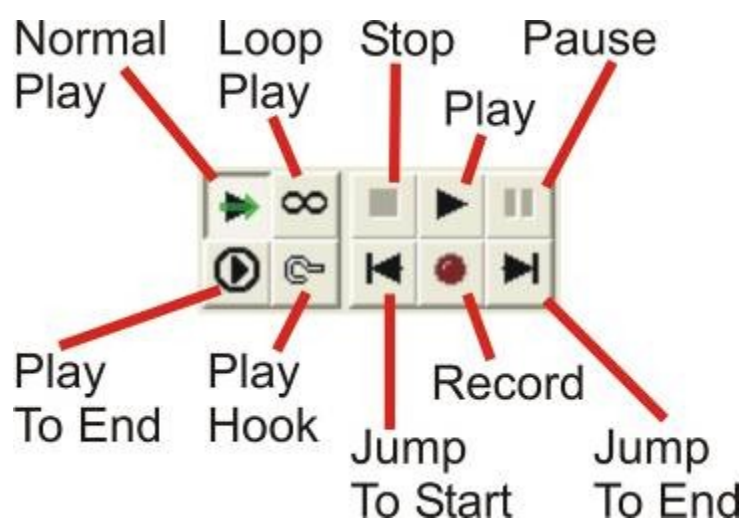 Normal
Play
Loop
Play
Stop
Play
Pause
Play
To End
Play
Hook
Jump
To Start
Record
Jump
To End